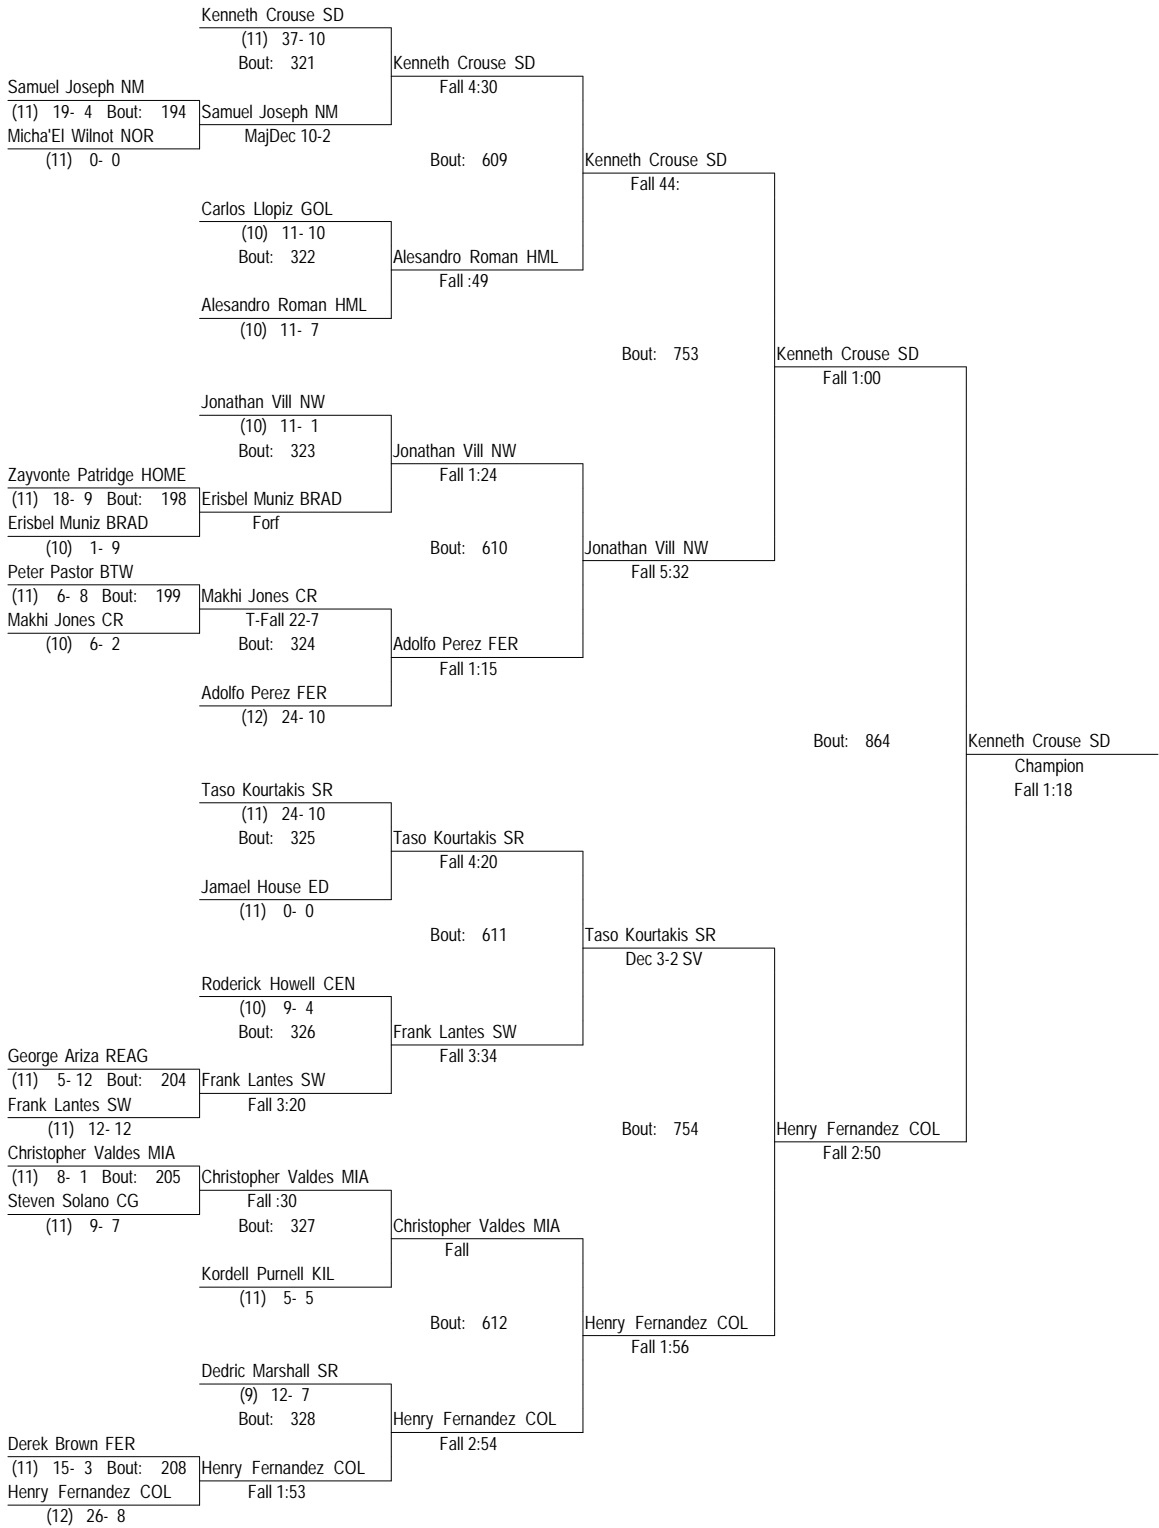 Kenneth Crouse SD
(11) 37- 10
Bout: 321
Kenneth Crouse SD
Fall 4:30
Samuel Joseph NM
(11) 19- 4 Bout: 194
Samuel Joseph NM
Micha'El Wilnot NOR
MajDec 10-2
(11) 0- 0
Bout: 609
Kenneth Crouse SD
Fall 44:
Carlos Llopiz GOL
(10) 11- 10
Bout: 322
Alesandro Roman HML
Fall :49
Alesandro Roman HML
(10) 11- 7
Bout: 753
Kenneth Crouse SD
Fall 1:00
Jonathan Vill NW
(10) 11- 1
Bout: 323
Jonathan Vill NW
Fall 1:24
Zayvonte Patridge HOME
(11) 18- 9 Bout: 198
Erisbel Muniz BRAD
Erisbel Muniz BRAD
Forf
(10) 1- 9
Bout: 610
Jonathan Vill NW
Fall 5:32
Peter Pastor BTW
(11) 6- 8 Bout: 199
Makhi Jones CR
Makhi Jones CR
T-Fall 22-7
(10) 6- 2
Bout: 324
Adolfo Perez FER
Fall 1:15
Adolfo Perez FER
(12) 24- 10
Bout: 864
Kenneth Crouse SD
Champion
Fall 1:18
Taso Kourtakis SR
(11) 24- 10
Bout: 325
Taso Kourtakis SR
Fall 4:20
Jamael House ED
(11) 0- 0
Bout: 611
Taso Kourtakis SR
Dec 3-2 SV
Roderick Howell CEN
(10) 9- 4
Bout: 326
Frank Lantes SW
Fall 3:34
George Ariza REAG
(11) 5- 12 Bout: 204
Frank Lantes SW
Frank Lantes SW
Fall 3:20
(11) 12- 12
Bout: 754
Henry Fernandez COL
Fall 2:50
Christopher Valdes MIA
(11) 8- 1 Bout: 205
Christopher Valdes MIA
Steven Solano CG
Fall :30
(11) 9- 7
Bout: 327
Christopher Valdes MIA
Fall
Kordell Purnell KIL
(11) 5- 5
Bout: 612
Henry Fernandez COL
Fall 1:56
Dedric Marshall SR
(9) 12- 7
Bout: 328
Henry Fernandez COL
Fall 2:54
Derek Brown FER
(11) 15- 3 Bout: 208
Henry Fernandez COL
Henry Fernandez COL
Fall 1:53
(12) 26- 8